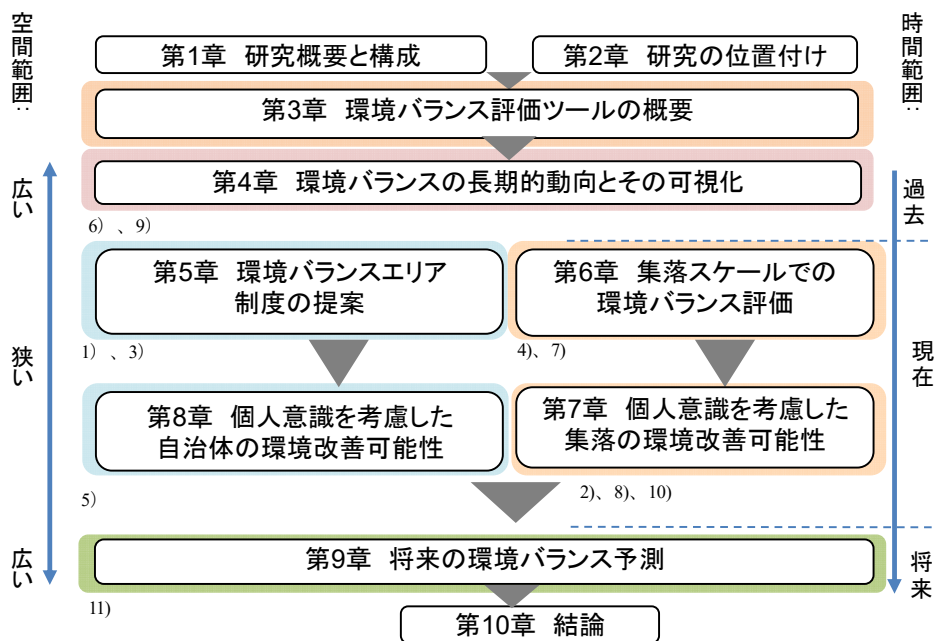 空間範囲:
時間範囲:
第1章 研究概要と構成
第2章 研究の位置付け
第3章 環境バランス評価ツールの概要
広い
第4章 環境バランスの長期的動向とその可視化
過去
6）、9）
第5章 環境バランスエリア
制度の提案
第6章 集落スケールでの
環境バランス評価
1）、3）
4)、7)
狭い
現在
第8章 個人意識を考慮した
自治体の環境改善可能性
第7章 個人意識を考慮した
集落の環境改善可能性
5）
2)、8)、10)
広い
第9章 将来の環境バランス予測
将来
11)
第10章 結論